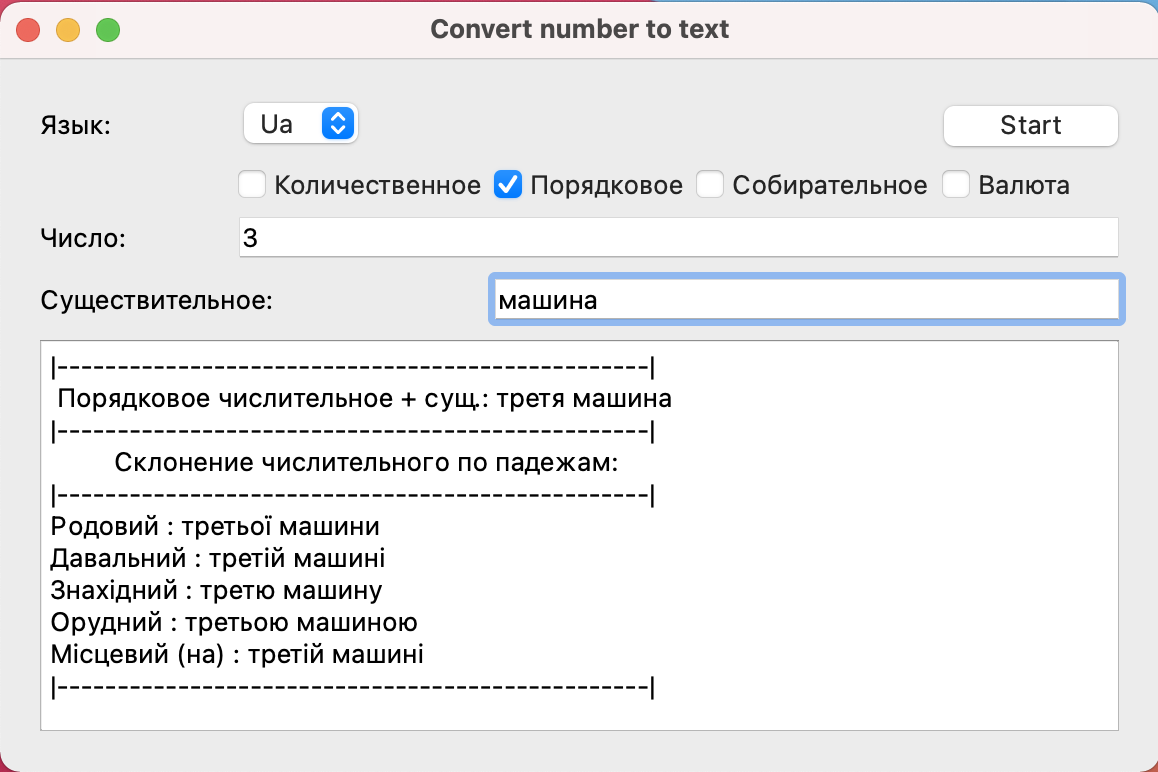 Convert number to text
Язык: Ua Start
Количественное Порядковое Собирательное Валюта
Число: 3
Существительное: машина
|-------------------------------------------------|
Порядковое числительное + сущ.: третя машина
|-------------------------------------------------|
Склонение числительного по падежам:
|-------------------------------------------------|
Родовий : третьої машини
Давальний : третій машині
Знахідний : третю машину
Орудний : третьою машиною
Місцевий (на) : третій машині
|-------------------------------------------------|